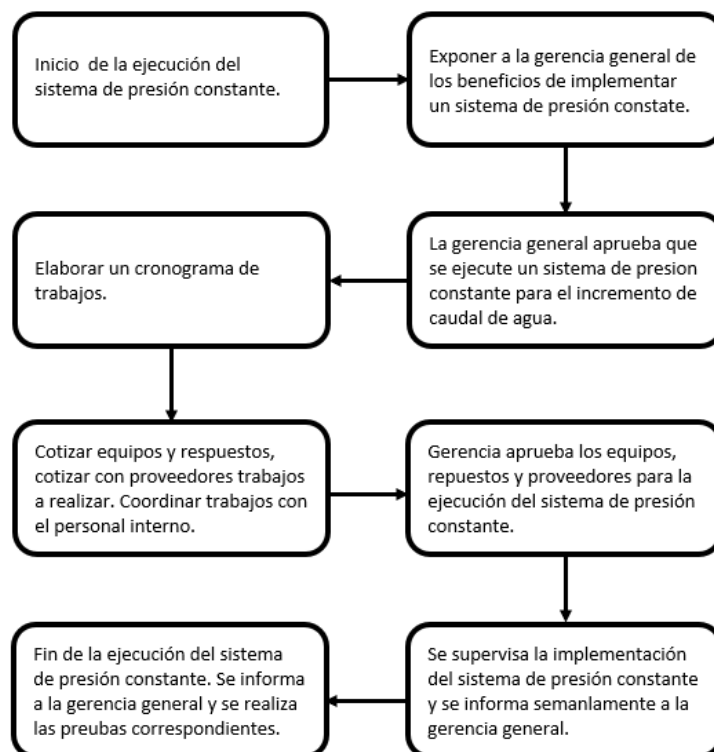 Inicio  de la ejecución del
sistema de presión constante.
Exponer a la gerencia general de
los beneficios de implementar
un sistema de presión constate.
La gerencia general aprueba que
se ejecute un sistema de presion
constante para el incremento de
caudal de agua.
Elaborar un cronograma de
trabajos.
Cotizar equipos y respuestos,
cotizar con proveedores trabajos
a realizar. Coordinar trabajos con
el personal interno.
Gerencia aprueba los equipos,
repuestos y proveedores para la
ejecución del sistema de presión
constante.
Se supervisa la implementación
del sistema de presión constante
y se informa semanlamente a la
gerencia general.
Fin de la ejecución del sistema
de presión constante. Se informa
a la gerencia general y se realiza
las preubas correspondientes.